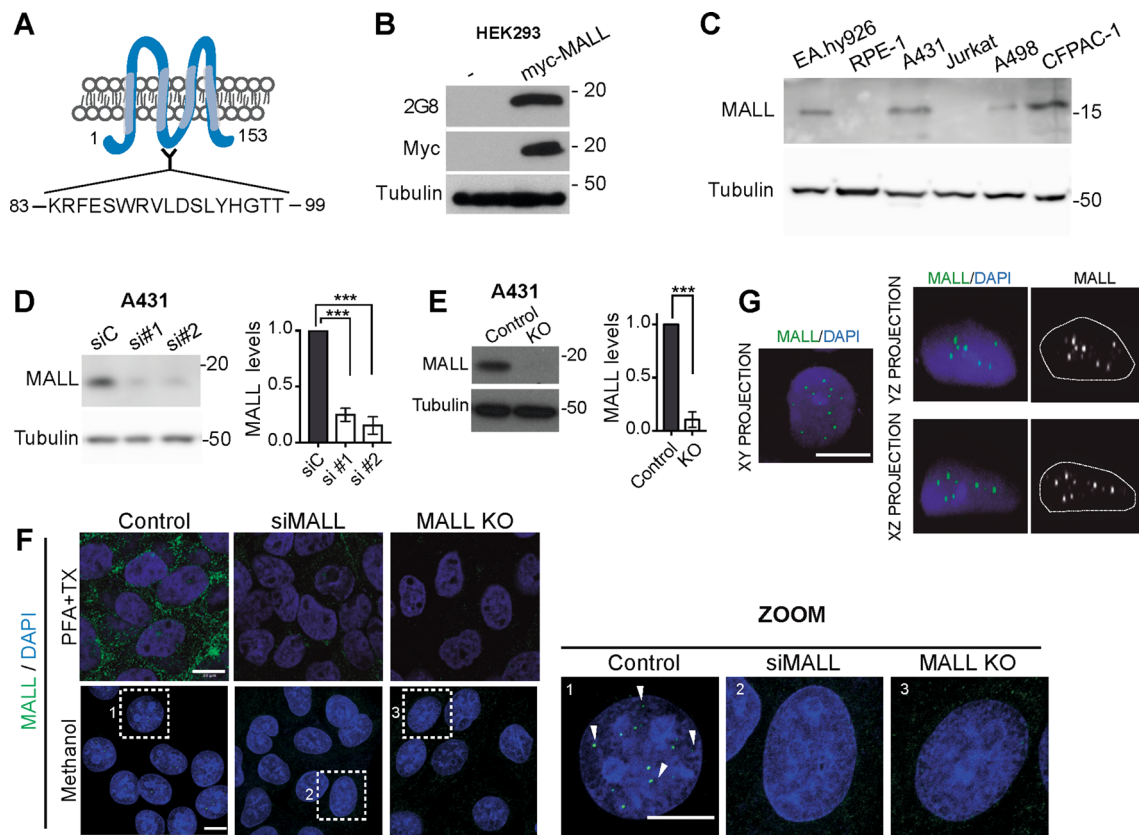 A
1
153
83 –KRFESWRVLDSLYHGTT – 99
B
HEK293
- myc-MALL
2G8 - 20
Myc - 20
Tubulin - 50
C
EA.hy926 RPE-1 A431 Jurkat A498 CFPAC-1
MALL -15
Tubulin -50
D
A431
siC si#1 si#2
MALL -20
Tubulin -50
***
***
MALL levels
1.0
0.5
0.0
siC si #1 si #2
E
A431
Control KO
MALL -20
Tubulin -50
***
MALL levels
1.0
0.5
0.0
Control KO
G
MALL/DAPI
XY PROJECTION
MALL/DAPI MALL
YZ PROJECTION
XZ PROJECTION
F
MALL / DAPI
Control siMALL MALL KO
PFA+TX
Methanol
1
2
3
ZOOM
Control siMALL MALL KO
1
2
3